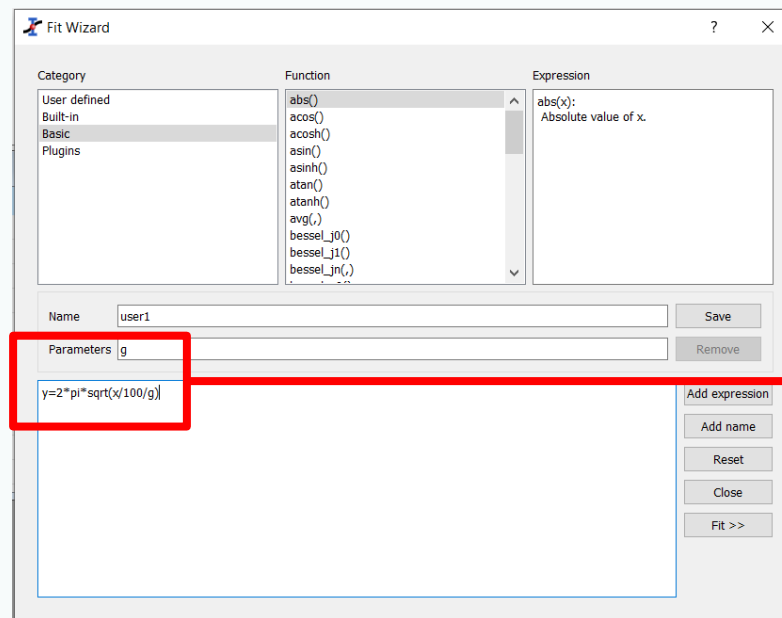 Fit Wizard
? ×
Category
Function
Expression
User defined
Built-in
Basic
Plugins
abs()
acos()
acosh()
asin()
asinh()
atan()
atanh()
avg(,)
bessel_j0()
bessel_j1()
bessel_jn(,)
abs(x):
Absolute value of x.
Name
user1
Save
Parameters
g
Remove
y=2*pi*sqrt(x/100/g)
Add expression
Add name
Reset
Close
Fit >>